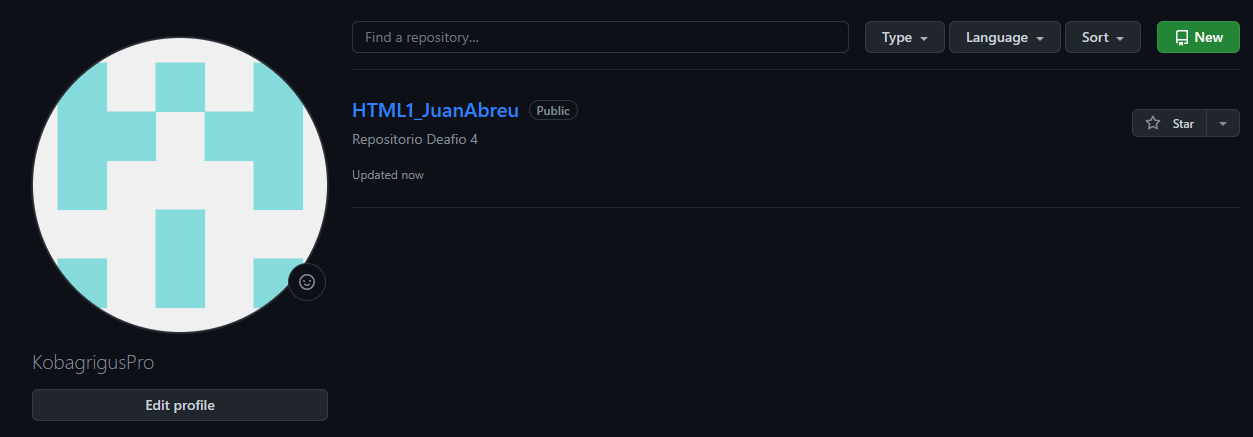 Find a repository...
Type
Language
Sort
New
HTML1_JuanAbreu
Public
Repositorio Deafio 4
Star
Updated now
KobagrigusPro
Edit profile